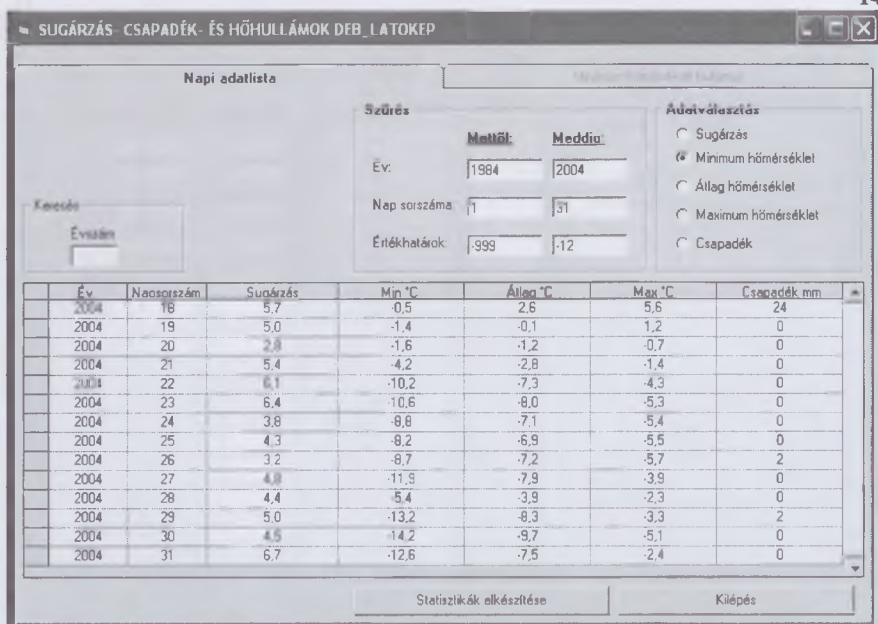 SUGÁRZÁS- CSAPADÉK- ÉS HŐHULLÁMOK DEB_LATOKEP
Napi adatlista
Szűrés
Mettől: Meddig:
Év: 1984 2004
Nap sorszáma: 1 31
Értékhatárok: -999 -12
Adatválasztás
Sugárzás
Minimum hőmérséklet
Átlag hőmérséklet
Maximum hőmérséklet
Csapadék
Keresés
Évszám
Év Napsorszám Sugárzás Min °C Átlag °C Max °C Csapadék mm
2004 18 5,7 -0,5 2,6 5,6 24
2004 19 5,0 -1,4 -0,1 1,2 0
2004 20 2,8 -1,6 -1,2 -0,7 0
2004 21 5,4 -4,2 -2,8 -1,4 0
2004 22 6,1 -10,2 -7,3 -4,3 0
2004 23 6,4 -10,6 -8,0 -5,3 0
2004 24 3,8 -8,8 -7,1 -5,4 0
2004 25 4,3 -8,2 -6,9 -5,5 0
2004 26 3,2 -8,7 -7,2 -5,7 2
2004 27 4,8 -11,9 -7,9 -3,9 0
2004 28 4,4 -5,4 -3,9 -2,3 0
2004 29 5,0 -13,2 -8,3 -3,3 2
2004 30 4,5 -14,2 -9,7 -5,1 0
2004 31 6,7 -12,6 -7,5 -2,4 0
Statisztikák elkészítése Kilépés